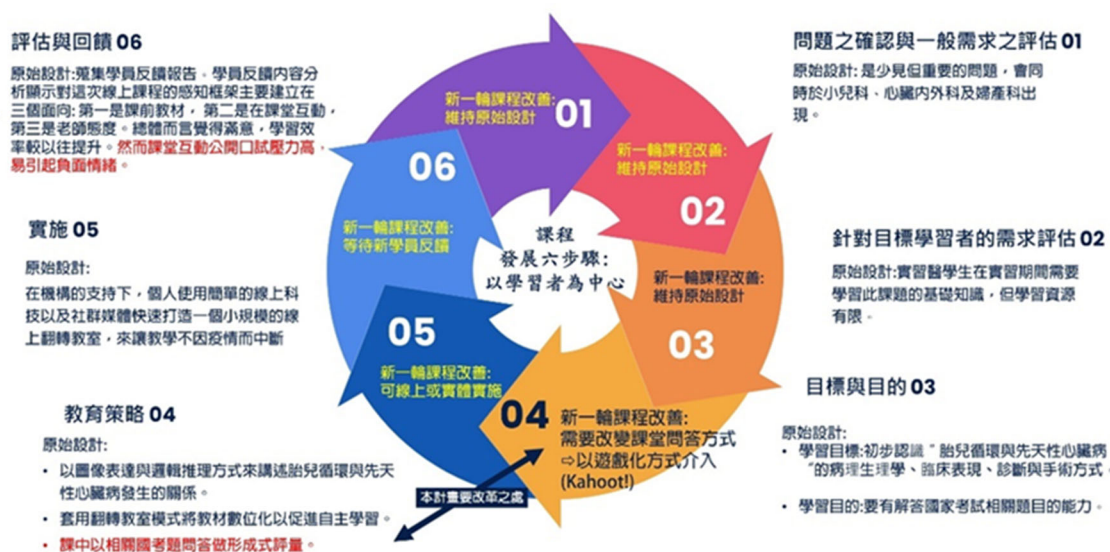 評估與回饋 06
原始設計:蒐集學員反饋報告。學員反饋內容分
析顯示對這次線上課程的感知框架主要建立在
三個面向: 第一是課前教材，第二是在課堂互動，
第三是老師態度。總體而言覺得滿意，學習效
率較以往提升。然而課堂互動公開口試壓力高，
易引起負面情緒。
實施 05
原始設計:
在機構的支持下，個人使用簡單的線上科
技以及社群媒體快速打造一個小規模的線
上翻轉教室，來讓教學不因疫情而中斷
教育策略 04
原始設計:
• 以圖像表達與邏輯推理方式來講述胎兒循環與先天
性心臟病發生的關係。
• 套用翻轉教室模式將教材數位化以促進自主學習。
• 課中以相關國考題問答做形成式評量。
新一輪課程改善:
維持原始設計
01
新一輪課程改善:
維持原始設計
02
新一輪課程改善:
維持原始設計
03
04
新一輪課程改善:
需要改變課堂問答方式
⇨以遊戲化方式介入
(Kahoot!)
本計畫要改革之處
05
新一輪課程改善:
可線上或實體實施
06
新一輪課程改善:
等待新學員反饋
課程
發展六步驟:
以學習者為中心
問題之確認與一般需求之評估 01
原始設計: 是少見但重要的問題，會同
時於小兒科、心臟內外科及婦產科出
現。
針對目標學習者的需求評估 02
原始設計:實習醫學生在實習期間需要
學習此課題的基礎知識，但學習資源
有限。
目標與目的 03
原始設計:
• 學習目標:初步認識 " 胎兒循環與先天性心臟病
"的病理生理學、臨床表現、診斷與手術方式。
• 學習目的:要有解答國家考試相關題目的能力。